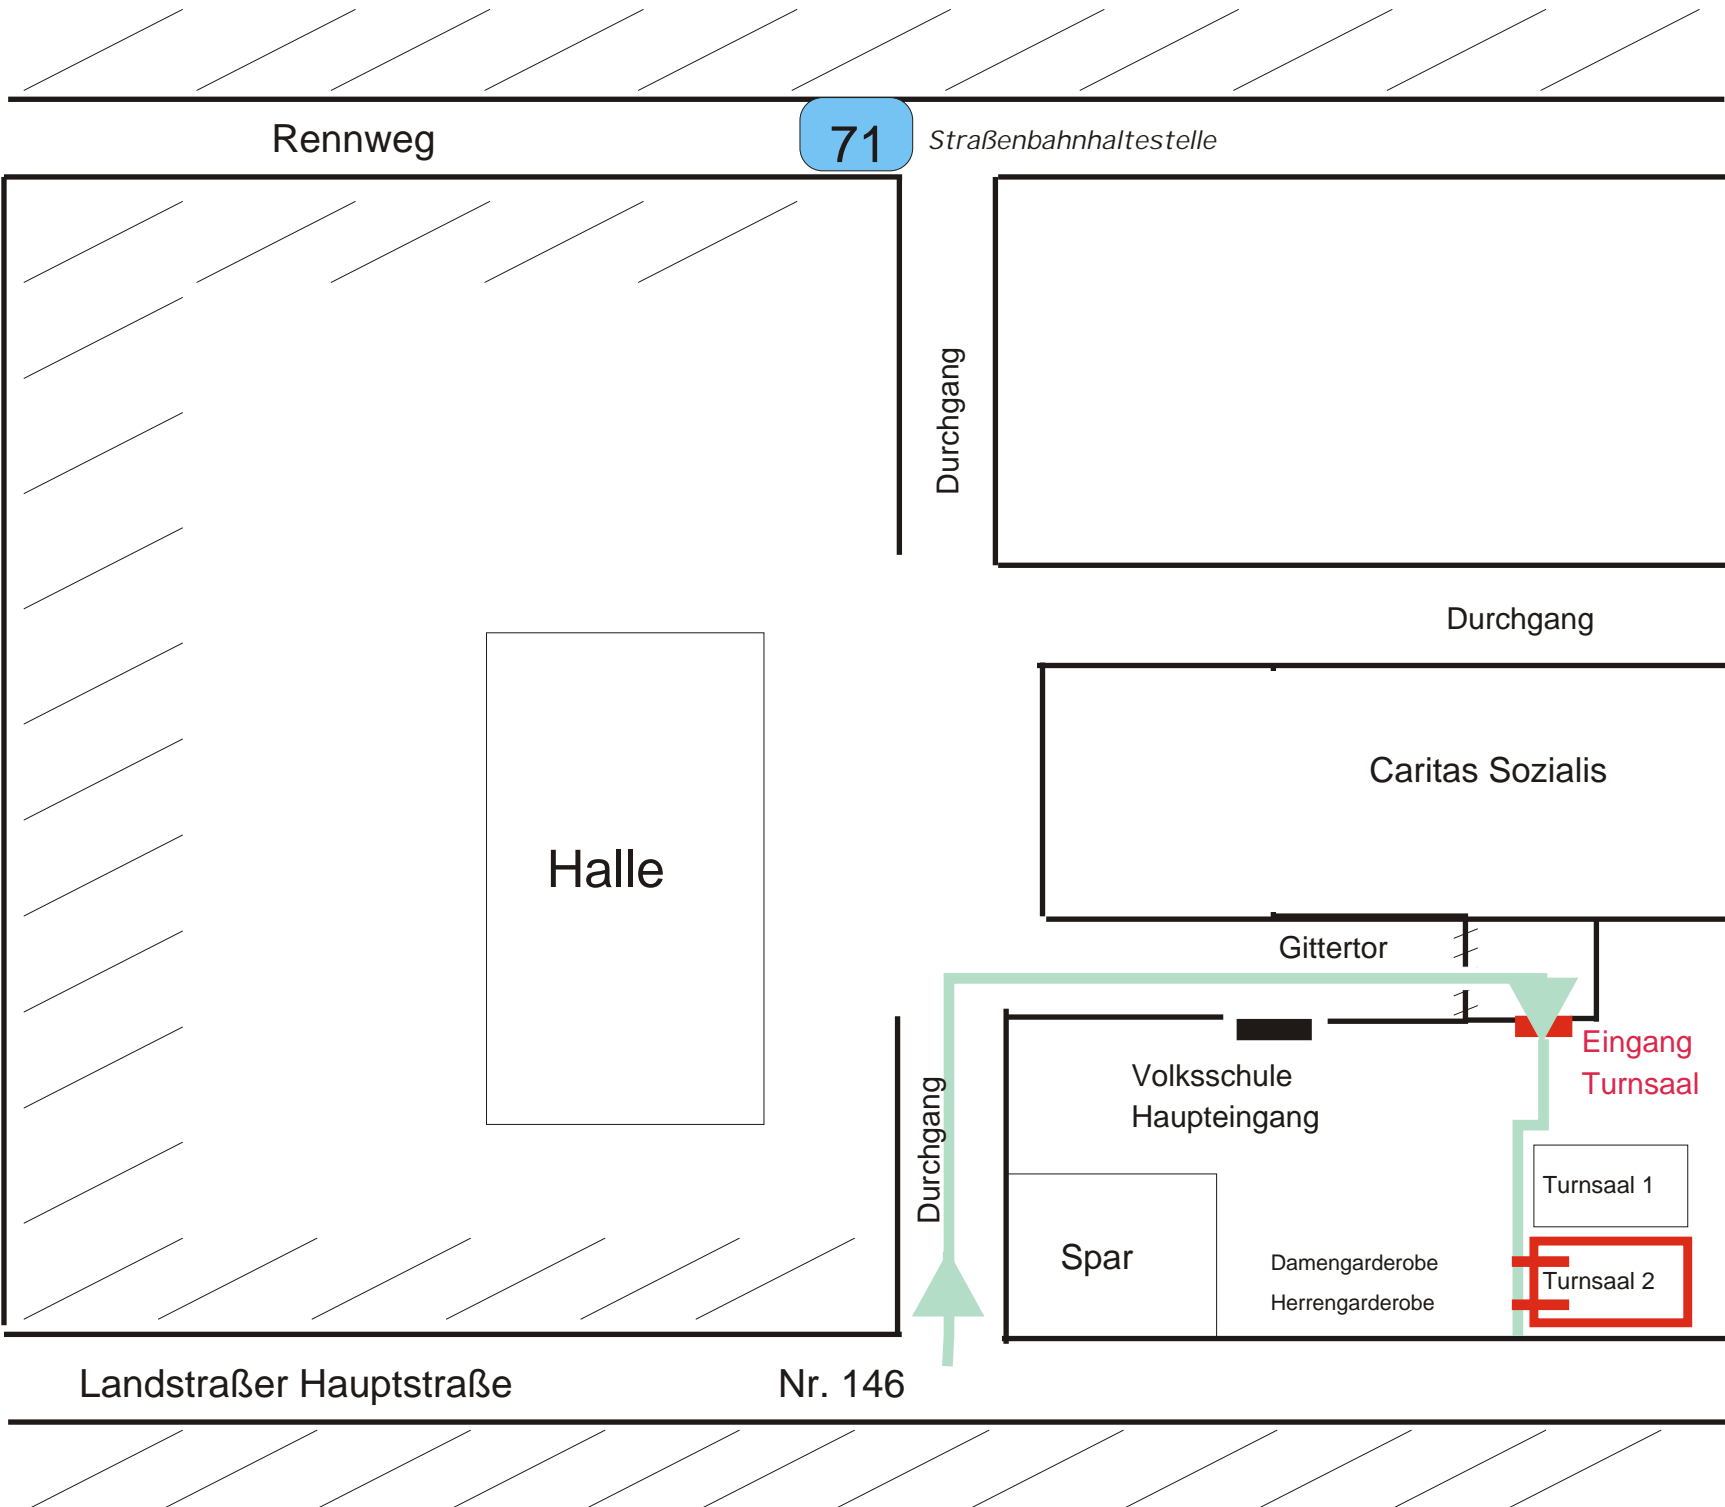 Rennweg
71
Straßenbahnhaltestelle
Durchgang
Durchgang
Caritas Sozialis
Halle
Gittertor
Eingang
Turnsaal
Volksschule
Haupteingang
Durchgang
Turnsaal 1
Spar
Damengarderobe
Turnsaal 2
Herrengarderobe
Landstraßer Hauptstraße
Nr. 146